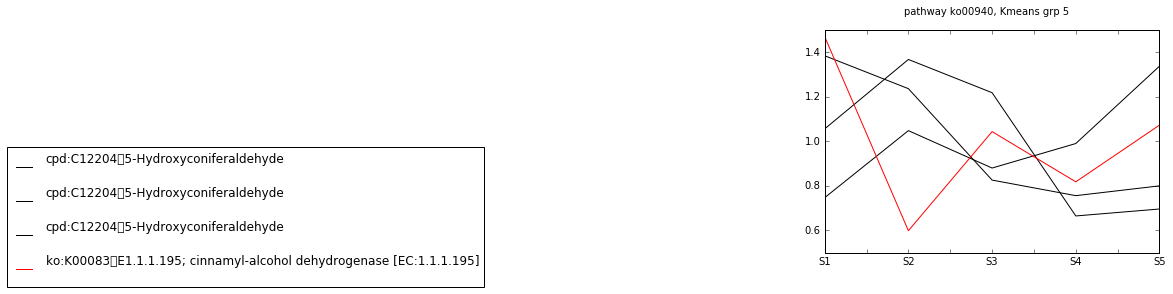 pathway ko00940, Kmeans grp 5
1.4
1.2
1.0
0.8
0.6
S1 S2 S3 S4 S5
cpd:C12204▯5-Hydroxyconiferaldehyde
cpd:C12204▯5-Hydroxyconiferaldehyde
cpd:C12204▯5-Hydroxyconiferaldehyde
ko:K00083▯E1.1.1.195; cinnamyl-alcohol dehydrogenase [EC:1.1.1.195]